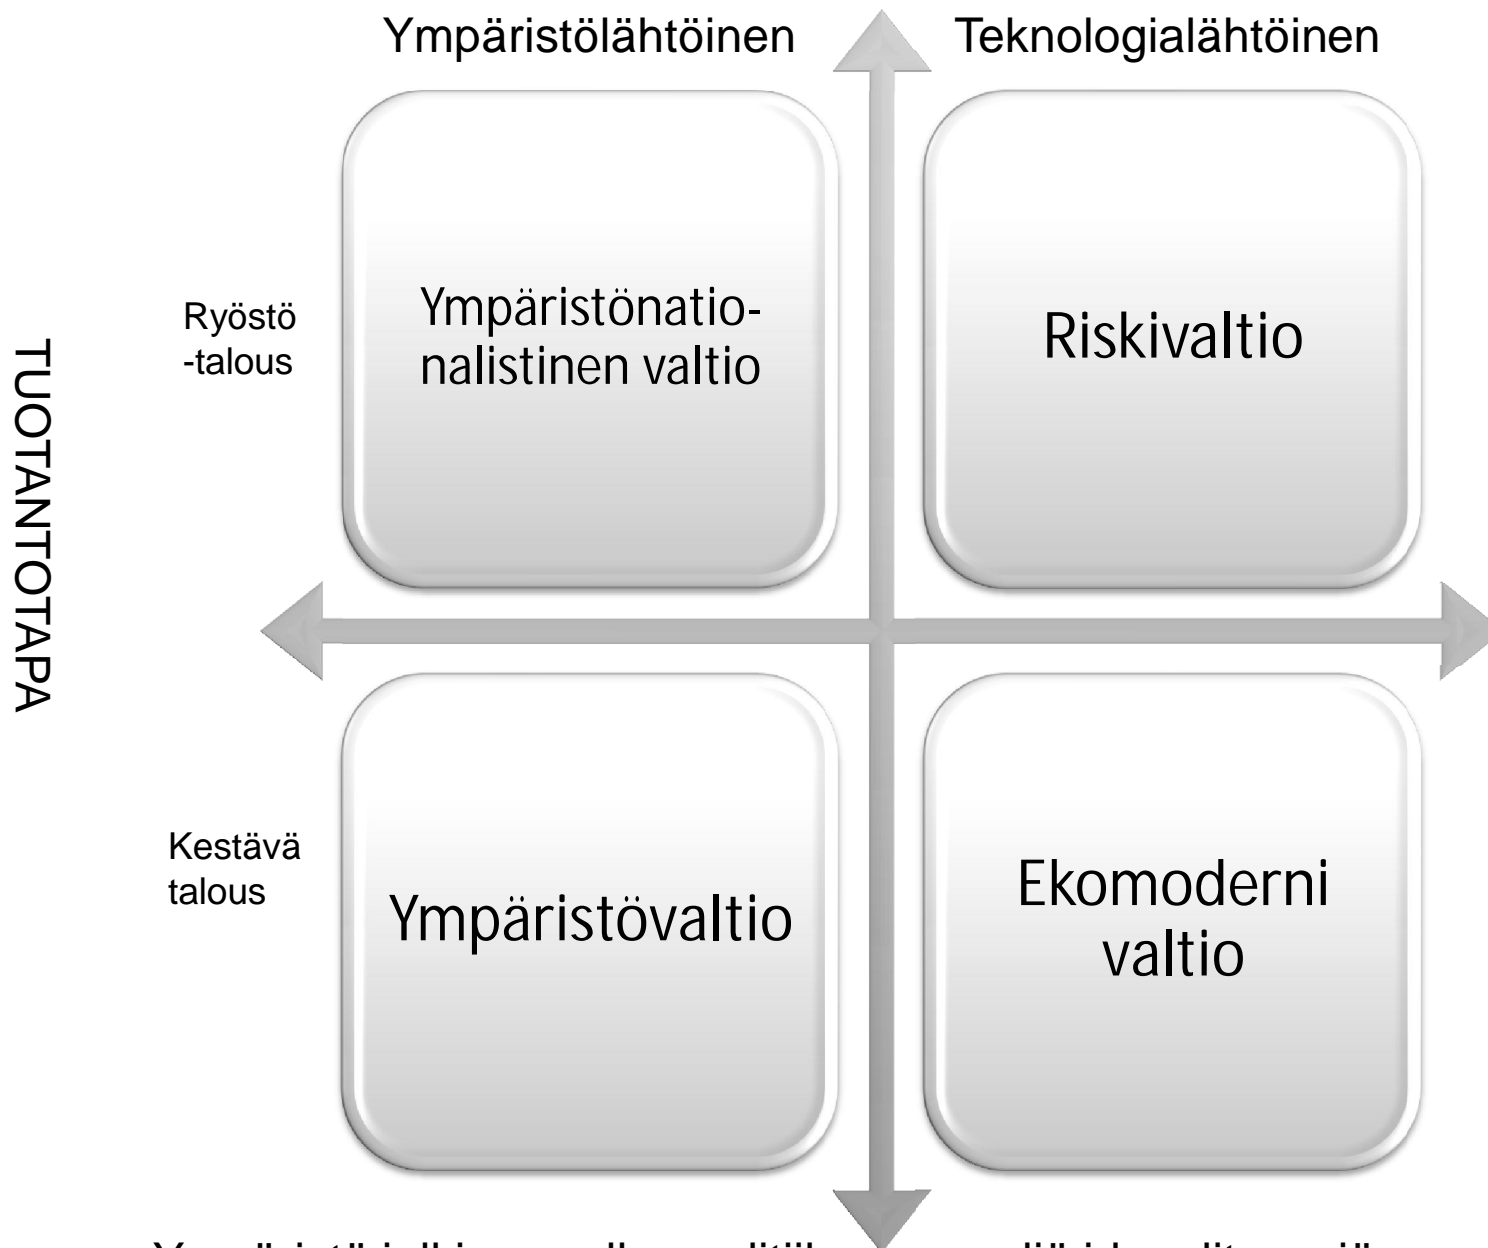 Ympäristölähtöinen Teknologialähtöinen
TUOTANTOTAPA
Ryöstö
-talous
Ympäristönatio-
nalistinen valtio
Riskivaltio
Kestävä
talous
Ympäristövaltio
Ekomoderni
valtio